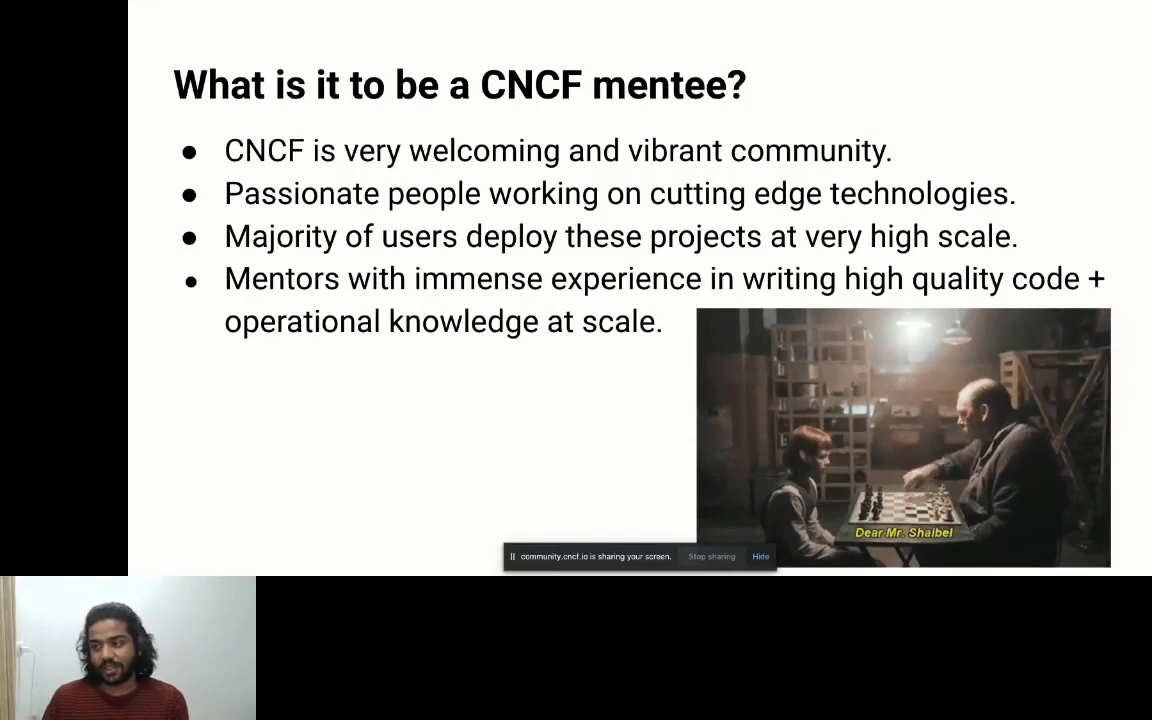 What is it to be a CNCF mentee?
● CNCF is very welcoming and vibrant community.
● Passionate people working on cutting edge technologies.
● Majority of users deploy these projects at very high scale.
● Mentors with immense experience in writing high quality code +
operational knowledge at scale.
Dear Mr. Shaibel
community.cncf.io is sharing your screen. Stop sharing Hide